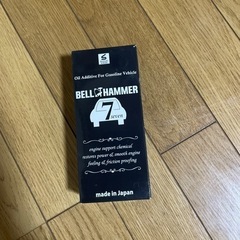 Oil Additive For Gasoline Vehicle
BELL HAMMER
7
SEVEN
engine support chemical
restores power & smooth engine
feeling & friction proofing
made in Japan